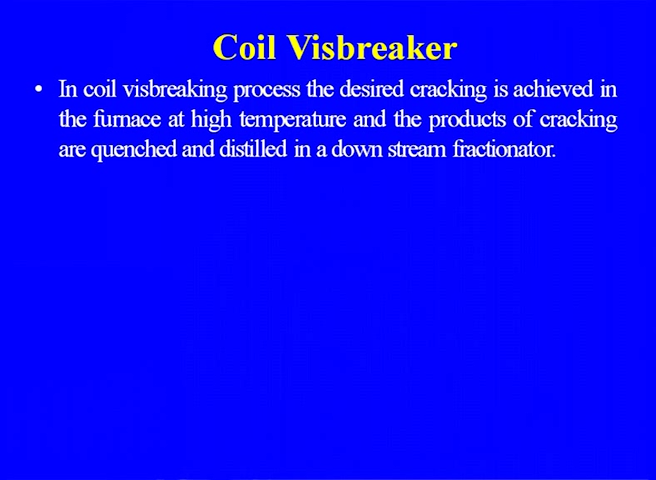 Coil Visbreaker
• In coil visbreaking process the desired cracking is achieved in
the furnace at high temperature and the products of cracking
are quenched and distilled in a down stream fractionator.